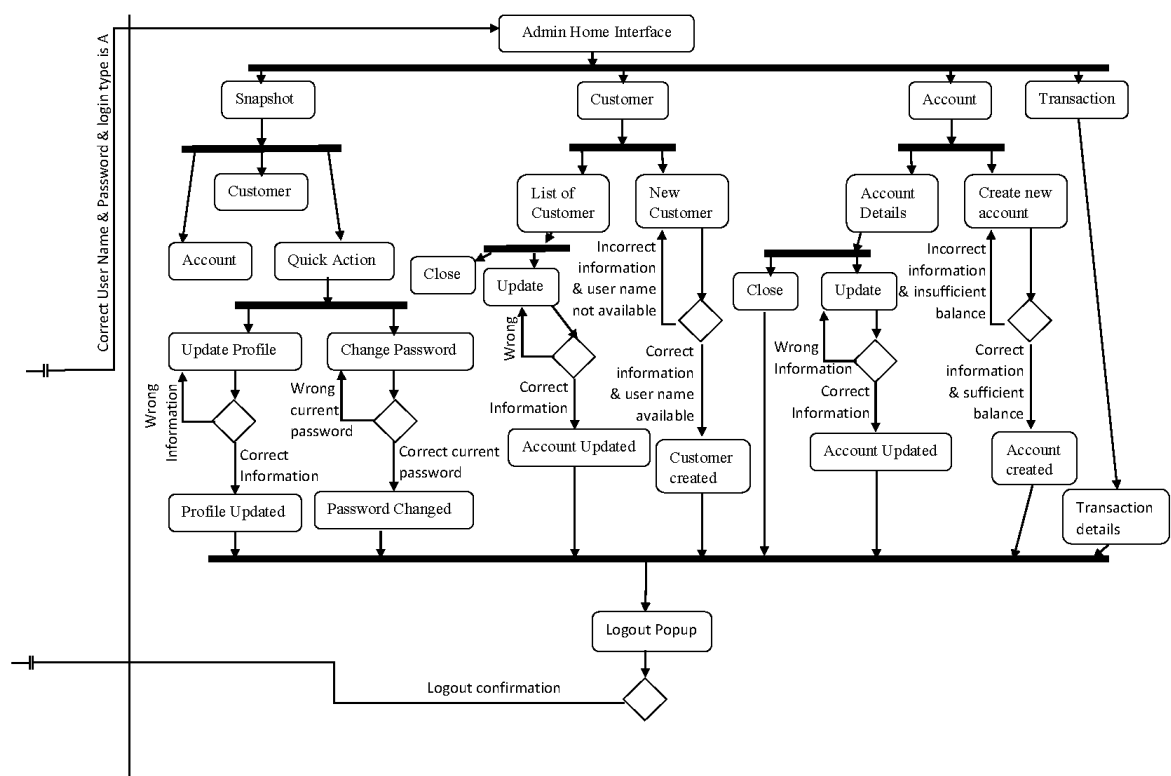 Correct User Name & Password & login type is A
Admin Home Interface
Snapshot
Customer
Account
Transaction
Customer
Account
Quick Action
List of
Customer
New
Customer
Account
Details
Create new
account
Close
Update
Incorrect
information
& user name
not available
Close
Update
Incorrect
information
& insufficient
balance
Update Profile
Change Password
Wrong
Wrong
Information
Wrong
Information
Wrong
current
password
Correct
Information
Correct
information
& user name
available
Correct
Information
Correct
information
& sufficient
balance
Correct
Information
Correct current
password
Account Updated
Customer
created
Account Updated
Account
created
Profile Updated
Password Changed
Transaction
details
Logout Popup
Logout confirmation